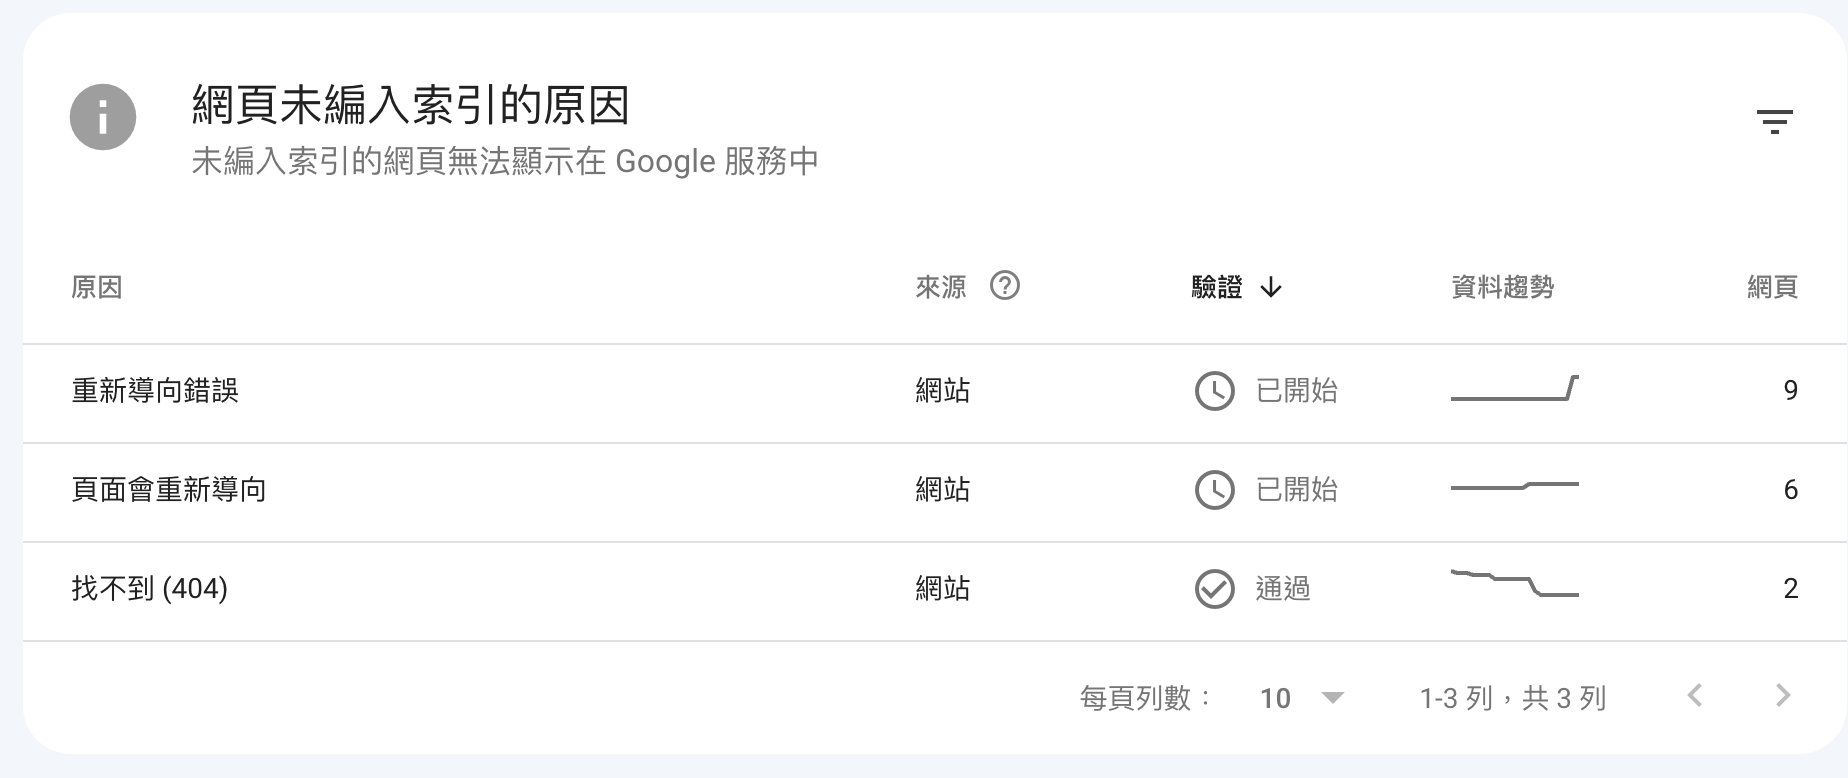 網頁未編入索引的原因
未編入索引的網頁無法顯示在 Google 服務中
原因 來源 驗證 資料趨勢 網頁
重新導向錯誤 網站 已開始 9
頁面會重新導向 網站 已開始 6
找不到 (404) 網站 通過 2
每頁列數： 10 1-3 列，共 3 列